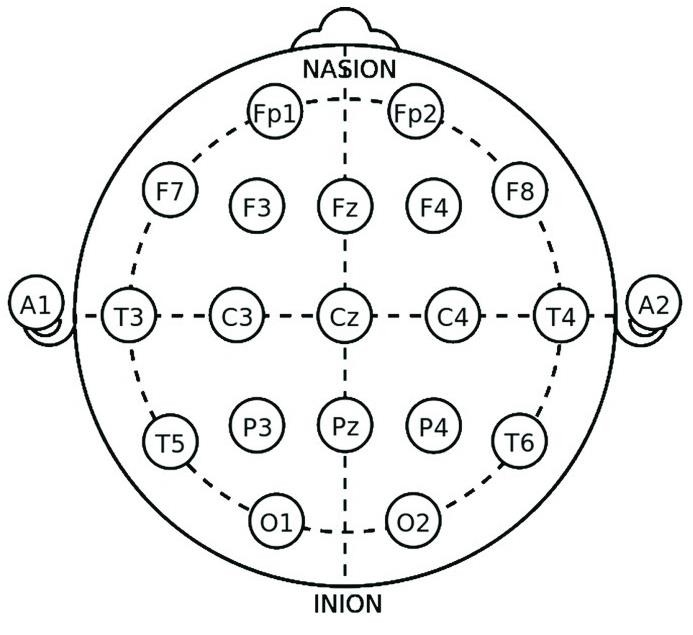 NASION
Fp1 Fp2
F7 F3 Fz F4 F8
A1 T3 C3 Cz C4 T4 A2
T5 P3 Pz P4 T6
O1 O2
INION